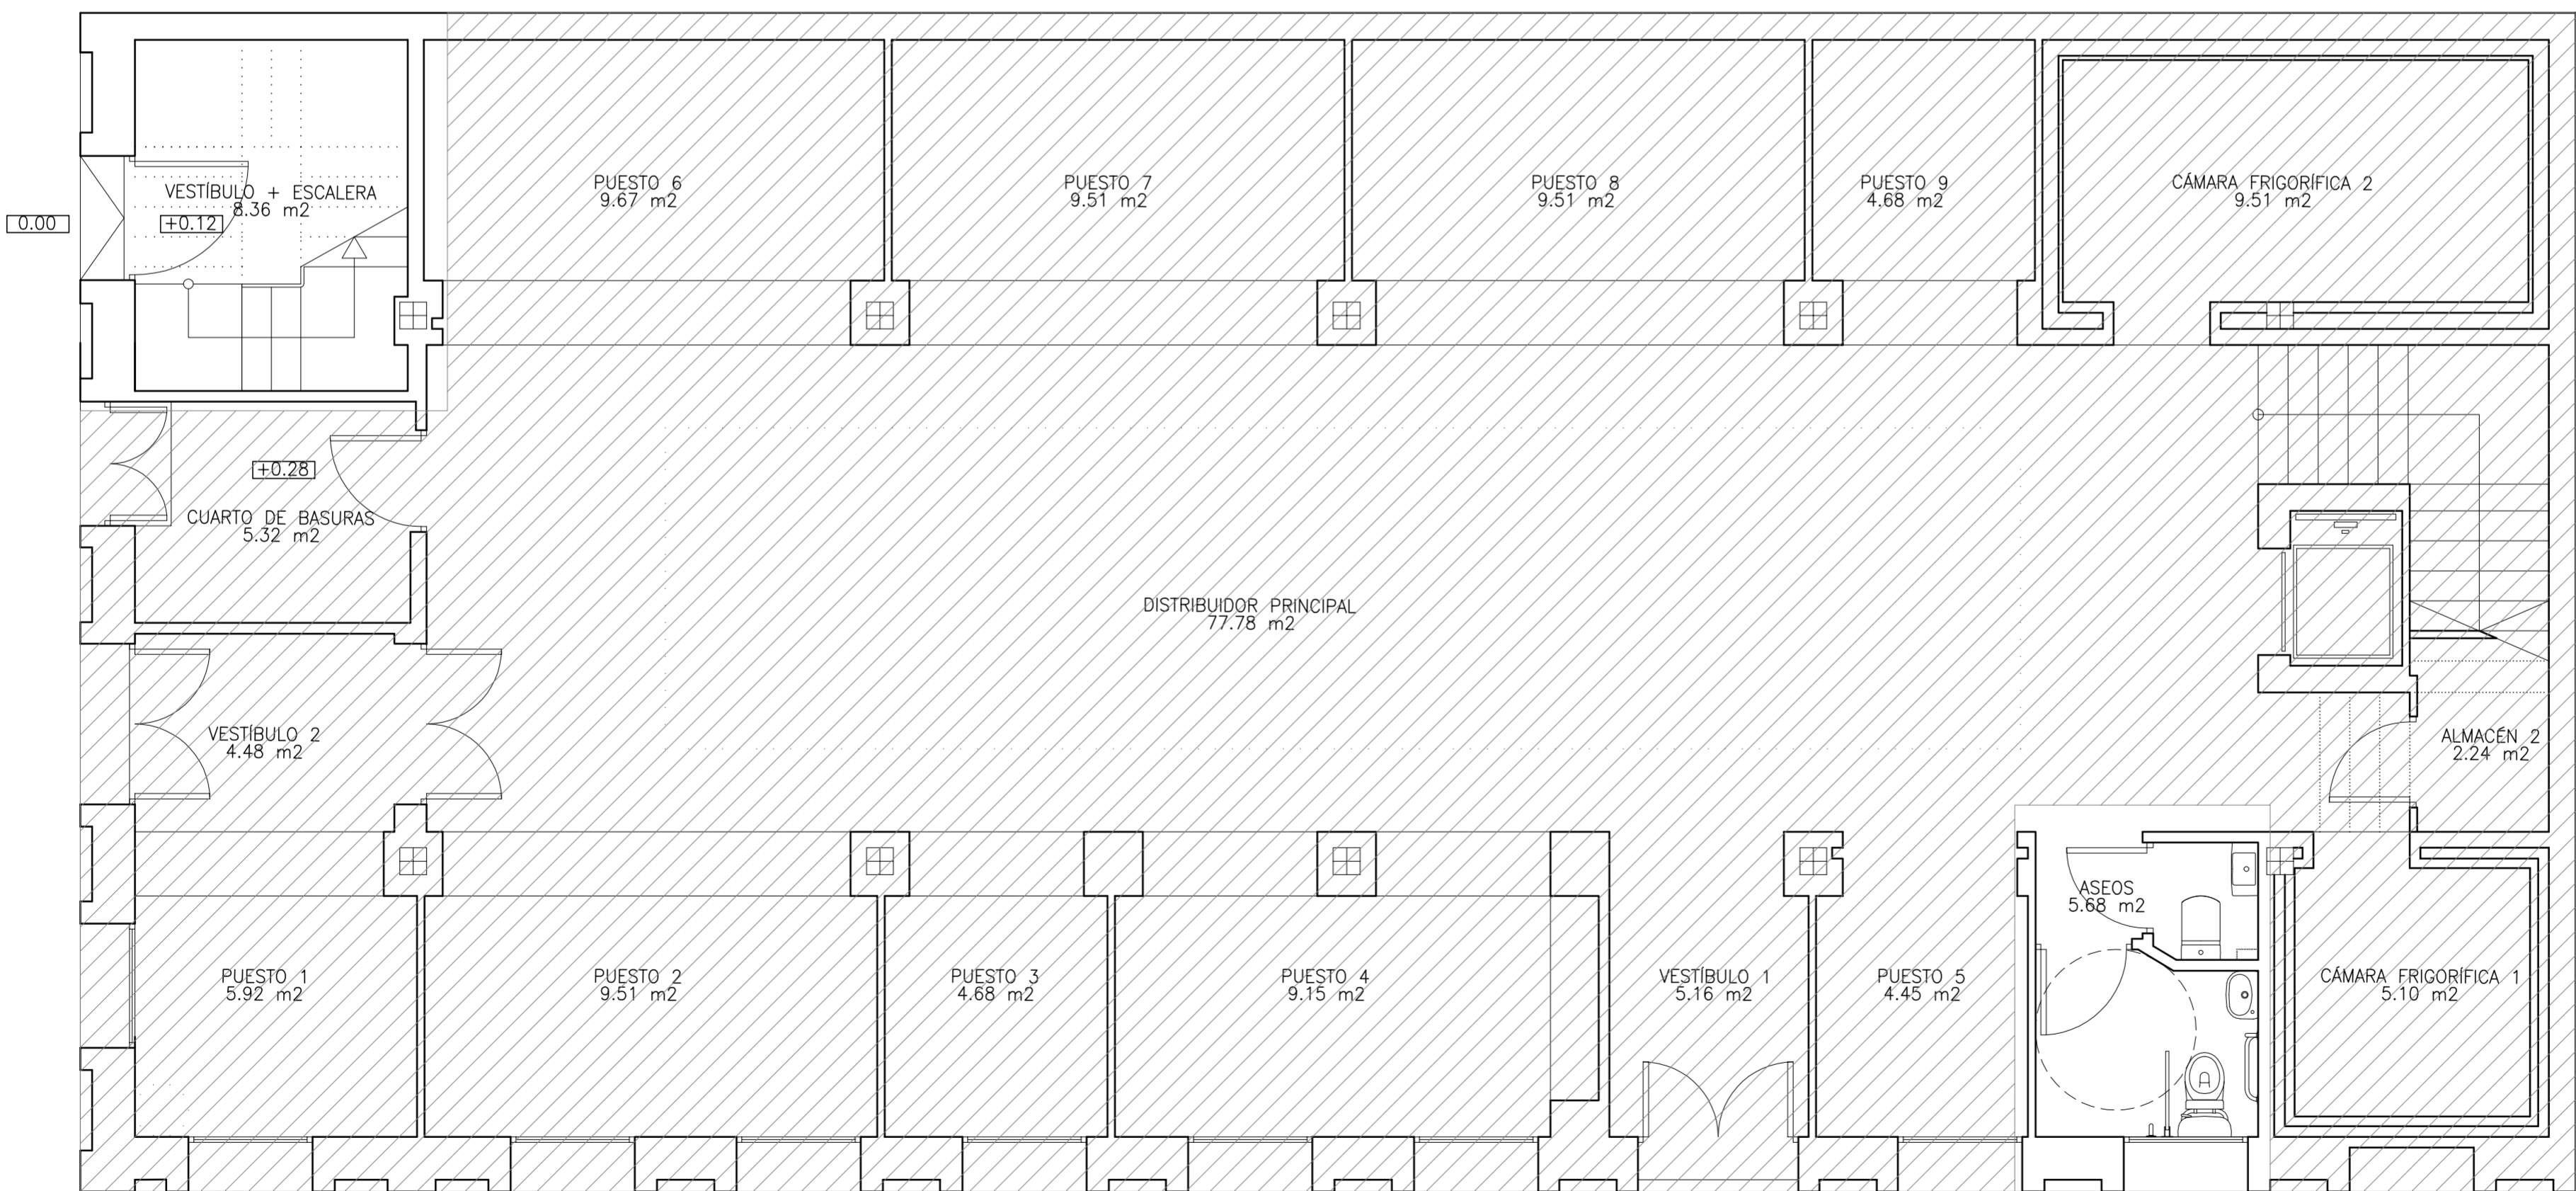 PUESTO 6
9.67 m2
PUESTO 7
9.51 m2
PUESTO 8
9.51 m2
PUESTO 9
4.68 m2
CÁMARA FRIGORÍFICA 2
9.51 m2
VESTÍBULO + ESCALERA
8.36 m2
0.00
+0.12
+0.28
CUARTO DE BASURAS
5.32 m2
DISTRIBUIDOR PRINCIPAL
77.78 m2
VESTÍBULO 2
4.48 m2
ALMACÉN 2
2.24 m2
ASEOS
5.68 m2
PUESTO 1
5.92 m2
PUESTO 2
9.51 m2
PUESTO 3
4.68 m2
PUESTO 4
9.15 m2
VESTÍBULO 1
5.16 m2
PUESTO 5
4.45 m2
CÁMARA FRIGORÍFICA 1
5.10 m2